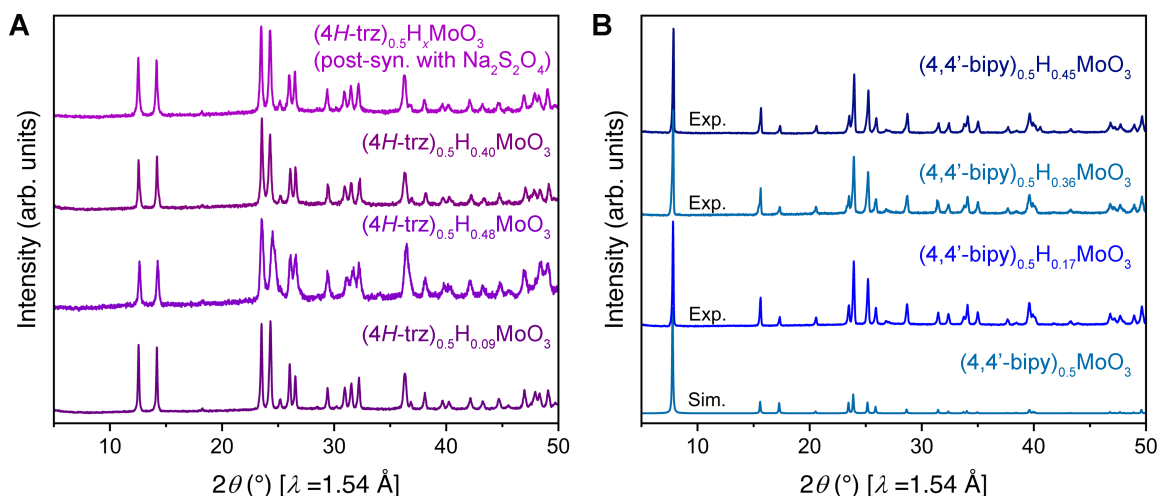 A
(4H-trz)₀.₅HₓMoO₃
(post-syn. with Na₂S₂O₄)
(4H-trz)₀.₅H₀.₄₀MoO₃
(4H-trz)₀.₅H₀.₄₈MoO₃
(4H-trz)₀.₅H₀.₀₉MoO₃
Intensity (arb. units)
10 20 30 40 50
2θ (°) [λ =1.54 Å]
B
(4,4’-bipy)₀.₅H₀.₄₅MoO₃
Exp.
(4,4’-bipy)₀.₅H₀.₃₆MoO₃
Exp.
(4,4’-bipy)₀.₅H₀.₁₇MoO₃
Exp.
(4,4’-bipy)₀.₅MoO₃
Sim.
Intensity (arb. units)
10 20 30 40 50
2θ (°) [λ =1.54 Å]